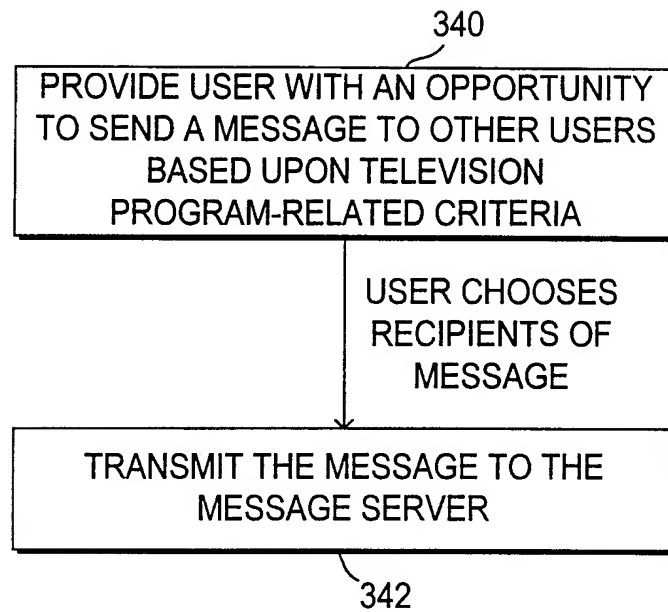 340
PROVIDE USER WITH AN OPPORTUNITY
TO SEND A MESSAGE TO OTHER USERS
BASED UPON TELEVISION
PROGRAM-RELATED CRITERIA
USER CHOOSES
RECIPIENTS OF
MESSAGE
TRANSMIT THE MESSAGE TO THE
MESSAGE SERVER
342